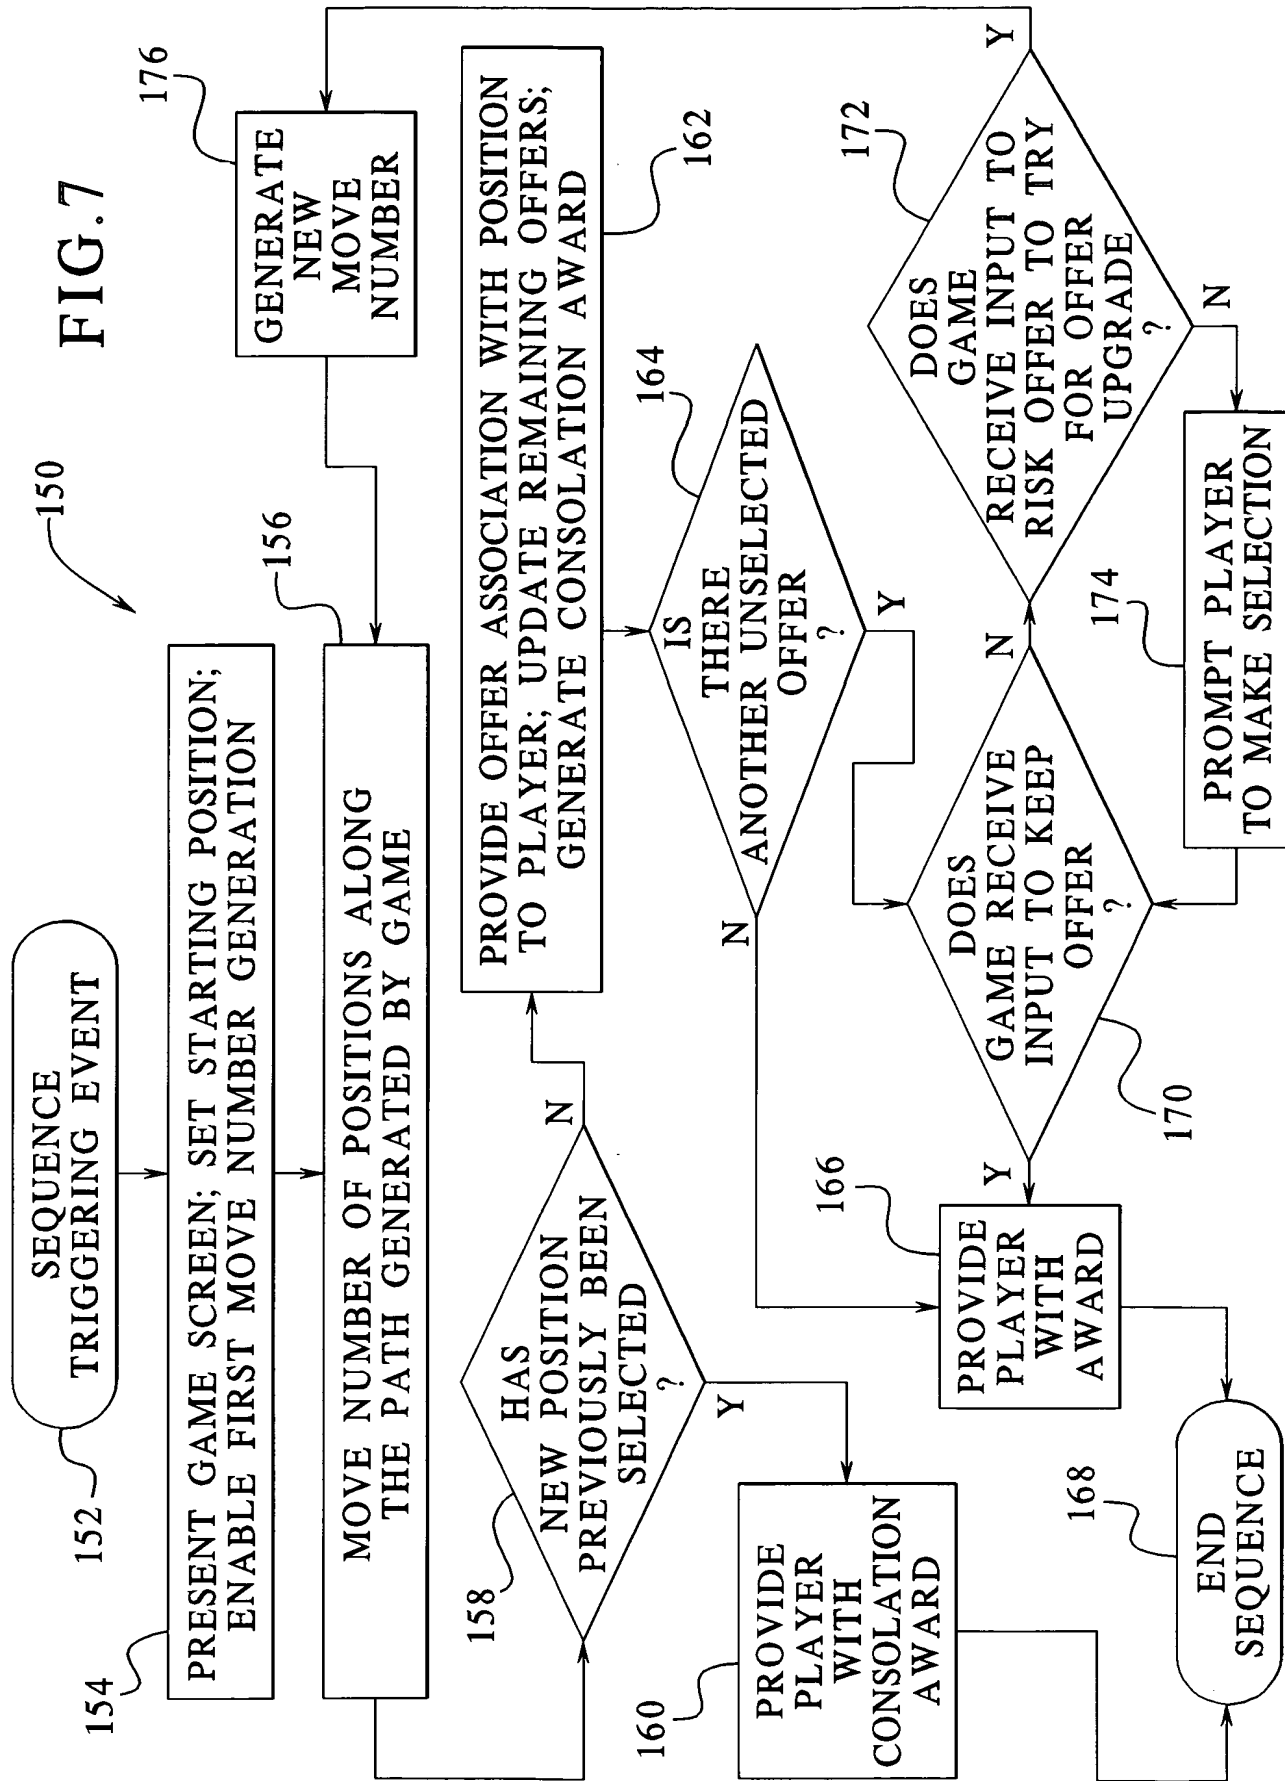 FIG.7
150
SEQUENCE
TRIGGERING EVENT
152
PRESENT GAME SCREEN; SET STARTING POSITION;
ENABLE FIRST MOVE NUMBER GENERATION
154
MOVE NUMBER OF POSITIONS ALONG
THE PATH GENERATED BY GAME
156
GENERATE
NEW
MOVE
NUMBER
176
HAS
NEW POSITION
PREVIOUSLY BEEN
SELECTED
?
158
N
Y
PROVIDE OFFER ASSOCIATION WITH POSITION
TO PLAYER; UPDATE REMAINING OFFERS;
GENERATE CONSOLATION AWARD
162
PROVIDE
PLAYER
WITH
CONSOLATION
AWARD
160
IS
THERE
ANOTHER UNSELECTED
OFFER
?
164
N
Y
DOES
GAME RECEIVE
INPUT TO KEEP
OFFER
?
170
Y
N
DOES
GAME
RECEIVE INPUT TO
RISK OFFER TO TRY
FOR OFFER
UPGRADE
?
172
Y
N
PROVIDE
PLAYER
WITH
AWARD
166
PROMPT PLAYER
TO MAKE SELECTION
174
END
SEQUENCE
168